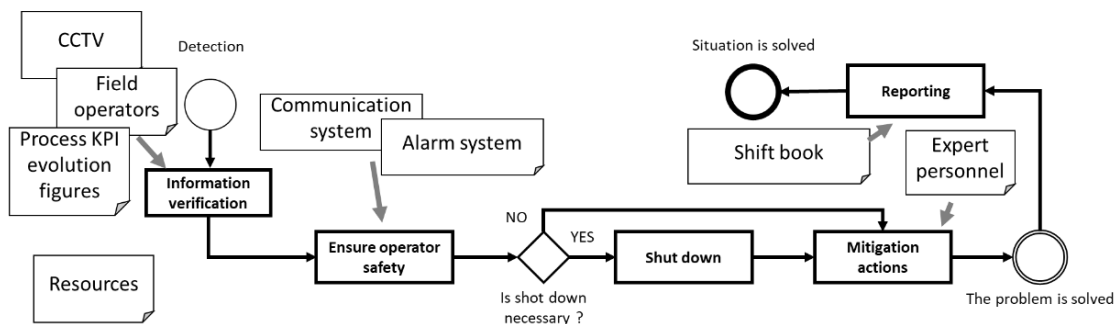 CCTV
Detection
Situation is solved
Field
operators
Reporting
Communication
system
Process KPI
evolution
figures
Alarm system
Shift book
Expert
personnel
Information
verification
NO
YES
Ensure operator
safety
Shut down
Mitigation
actions
Resources
Is shot down
necessary ?
The problem is solved